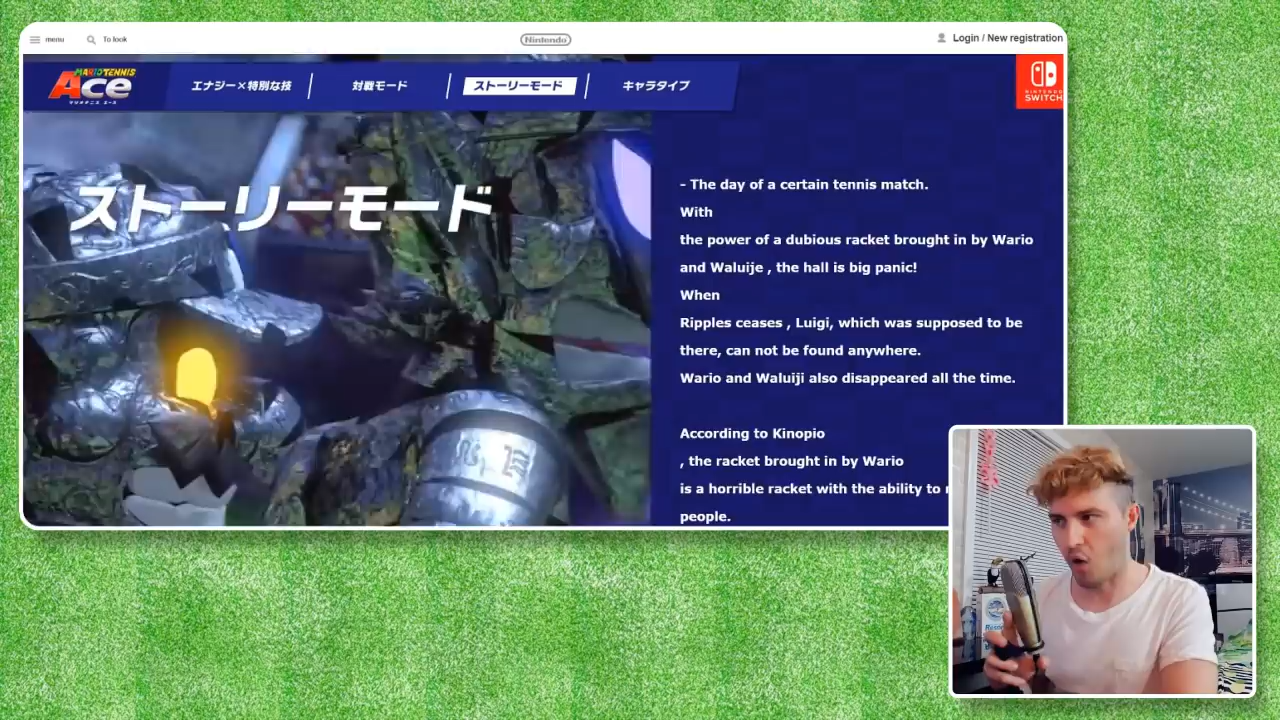 menu
To look
Nintendo
Login / New registration
MARIO TENNIS
Ace
マリオテニス エース
エナジー×特別な技
対戦モード
ストーリーモード
キャラタイプ
NINTENDO
SWITCH
ストーリーモード
- The day of a certain tennis match.
With
the power of a dubious racket brought in by Wario
and Waluije , the hall is big panic!
When
Ripples ceases , Luigi, which was supposed to be
there, can not be found anywhere.
Wario and Waluiji also disappeared all the time.
According to Kinopio
, the racket brought in by Wario
is a horrible racket with the ability to
people.